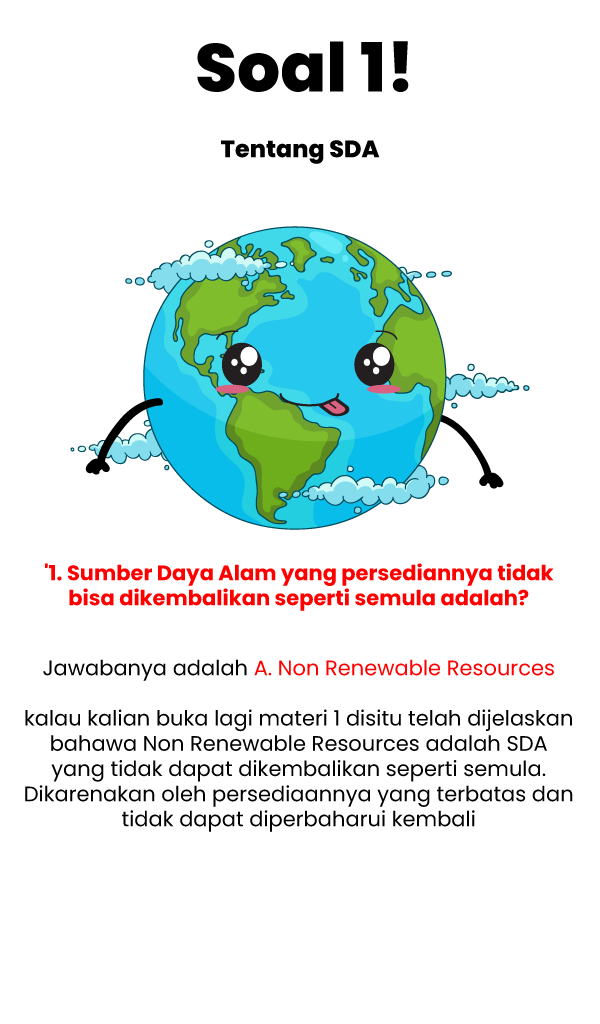 Soal 1!
Tentang SDA
'1. Sumber Daya Alam yang persediannya tidak
bisa dikembalikan seperti semula adalah?
Jawabanya adalah A. Non Renewable Resources
kalau kalian buka lagi materi 1 disitu telah dijelaskan
bahawa Non Renewable Resources adalah SDA
yang tidak dapat dikembalikan seperti semula.
Dikarenakan oleh persediaannya yang terbatas dan
tidak dapat diperbaharui kembali